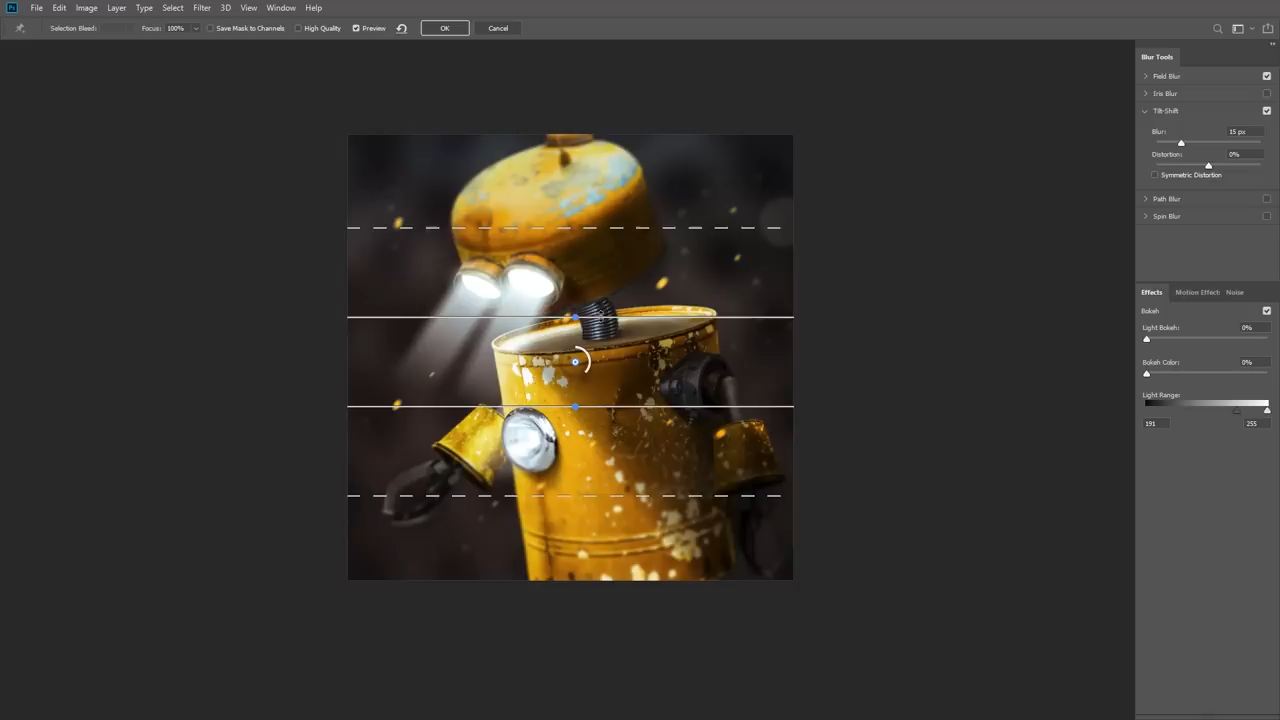 Ps File Edit Image Layer Type Select Filter 3D View Window Help
Selection Bleed: Focus: 100% Save Mask to Channels High Quality Preview OK Cancel
Blur Tools
Field Blur
Iris Blur
Tilt-Shift
Blur: 15 px
Distortion: 0%
Symmetric Distortion
Path Blur
Spin Blur
Effects Motion Effect: Noise
Bokeh
Light Bokeh: 0%
Bokeh Color: 0%
Light Range:
191 255